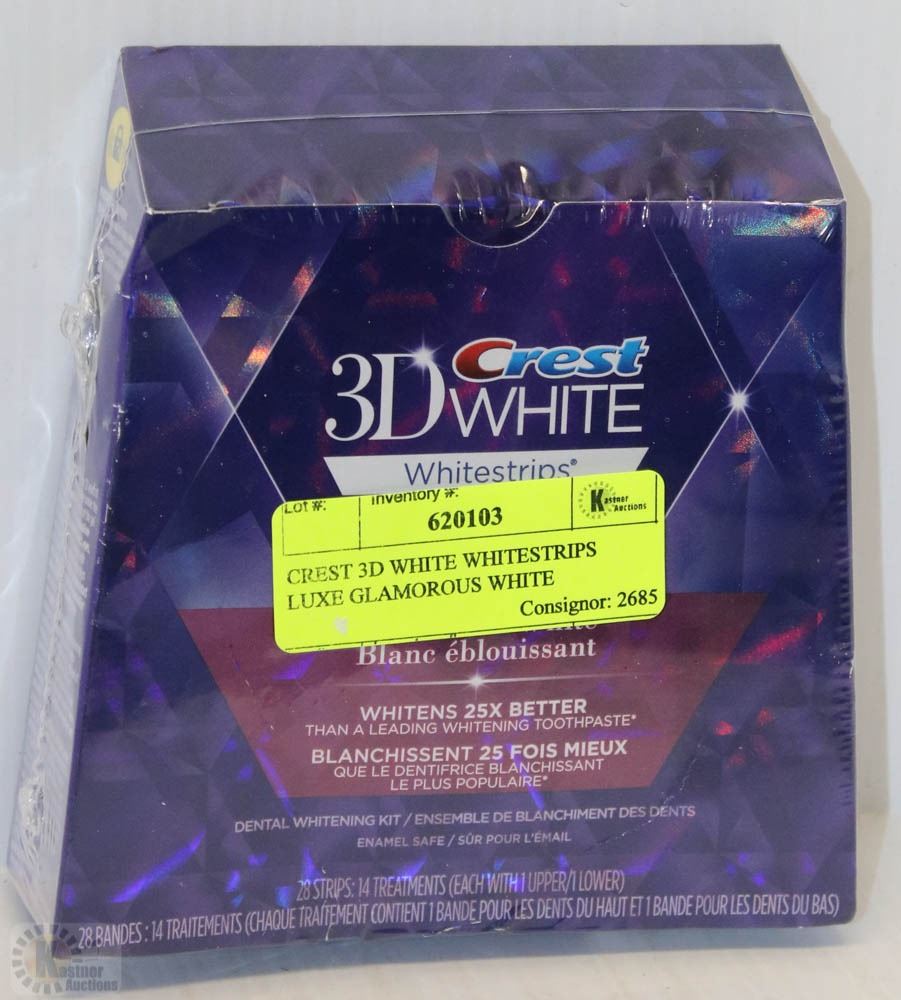 Crest
3D WHITE
Whitestrips®
Lot #:
Inventory #:
620103
Kastner
Auctions
CREST 3D WHITE WHITESTRIPS
LUXE GLAMOROUS WHITE
Consignor: 2685
Blanc éblouissant
WHITENS 25X BETTER
THAN A LEADING WHITENING TOOTHPASTE*
BLANCHISSENT 25 FOIS MIEUX
QUE LE DENTIFRICE BLANCHISSANT
LE PLUS POPULAIRE*
DENTAL WHITENING KIT / ENSEMBLE DE BLANCHIMENT DES DENTS
ENAMEL SAFE / SÛR POUR L'ÉMAIL
28 STRIPS: 14 TREATMENTS (EACH WITH 1 UPPER/1 LOWER)
28 BANDES : 14 TRAITEMENTS (CHAQUE TRAITEMENT CONTIENT 1 BANDE POUR LES DENTS DU HAUT ET 1 BANDE POUR LES DENTS DU BAS)
Kastner
Auctions